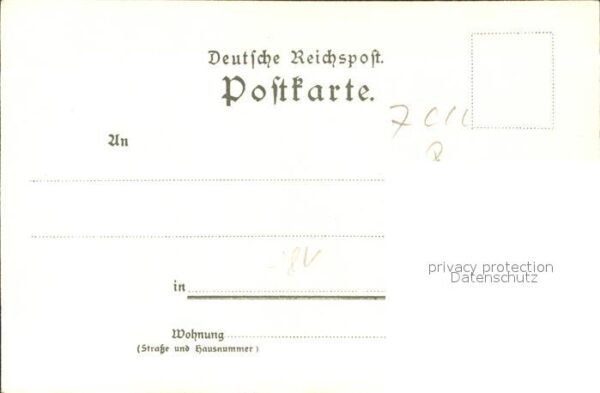 Deutsche Reichspost.
Postkarte.
An
privacy protection
Datenschutz
in
Wohnung
(Straße und Hausnummer)